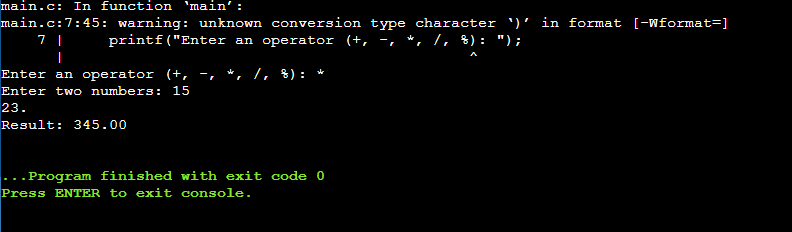 main.c: In function ‘main’:
main.c:7:45: warning: unknown conversion type character ‘)’ in format [-Wformat=]
    7 |     printf("Enter an operator (+, -, *, /, %): ");
      |                                             ^
Enter an operator (+, -, *, /, %): *
Enter two numbers: 15
23.
Result: 345.00
...Program finished with exit code 0
Press ENTER to exit console.